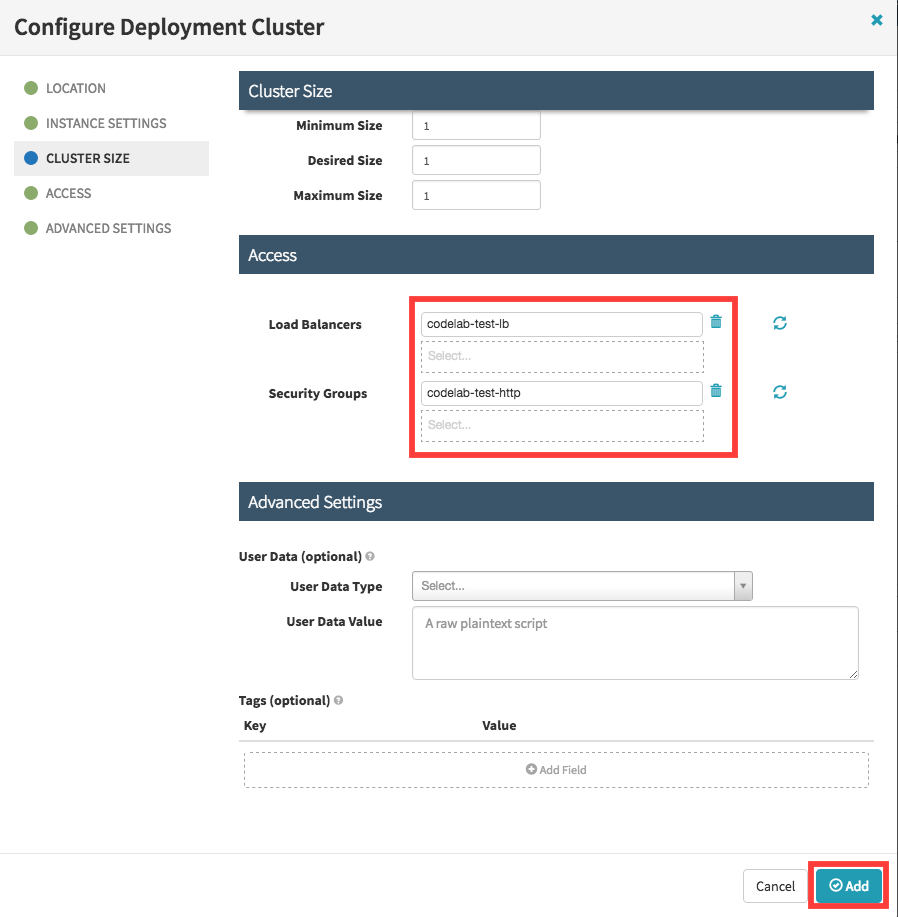 Configure Deployment Cluster
LOCATION
INSTANCE SETTINGS
CLUSTER SIZE
ACCESS
ADVANCED SETTINGS
Cluster Size
Minimum Size 1
Desired Size 1
Maximum Size 1
Access
Load Balancers codelab-test-lb
Select...
Security Groups codelab-test-http
Select...
Advanced Settings
User Data (optional)
User Data Type Select...
User Data Value A raw plaintext script
Tags (optional)
Key Value
Add Field
Cancel Add